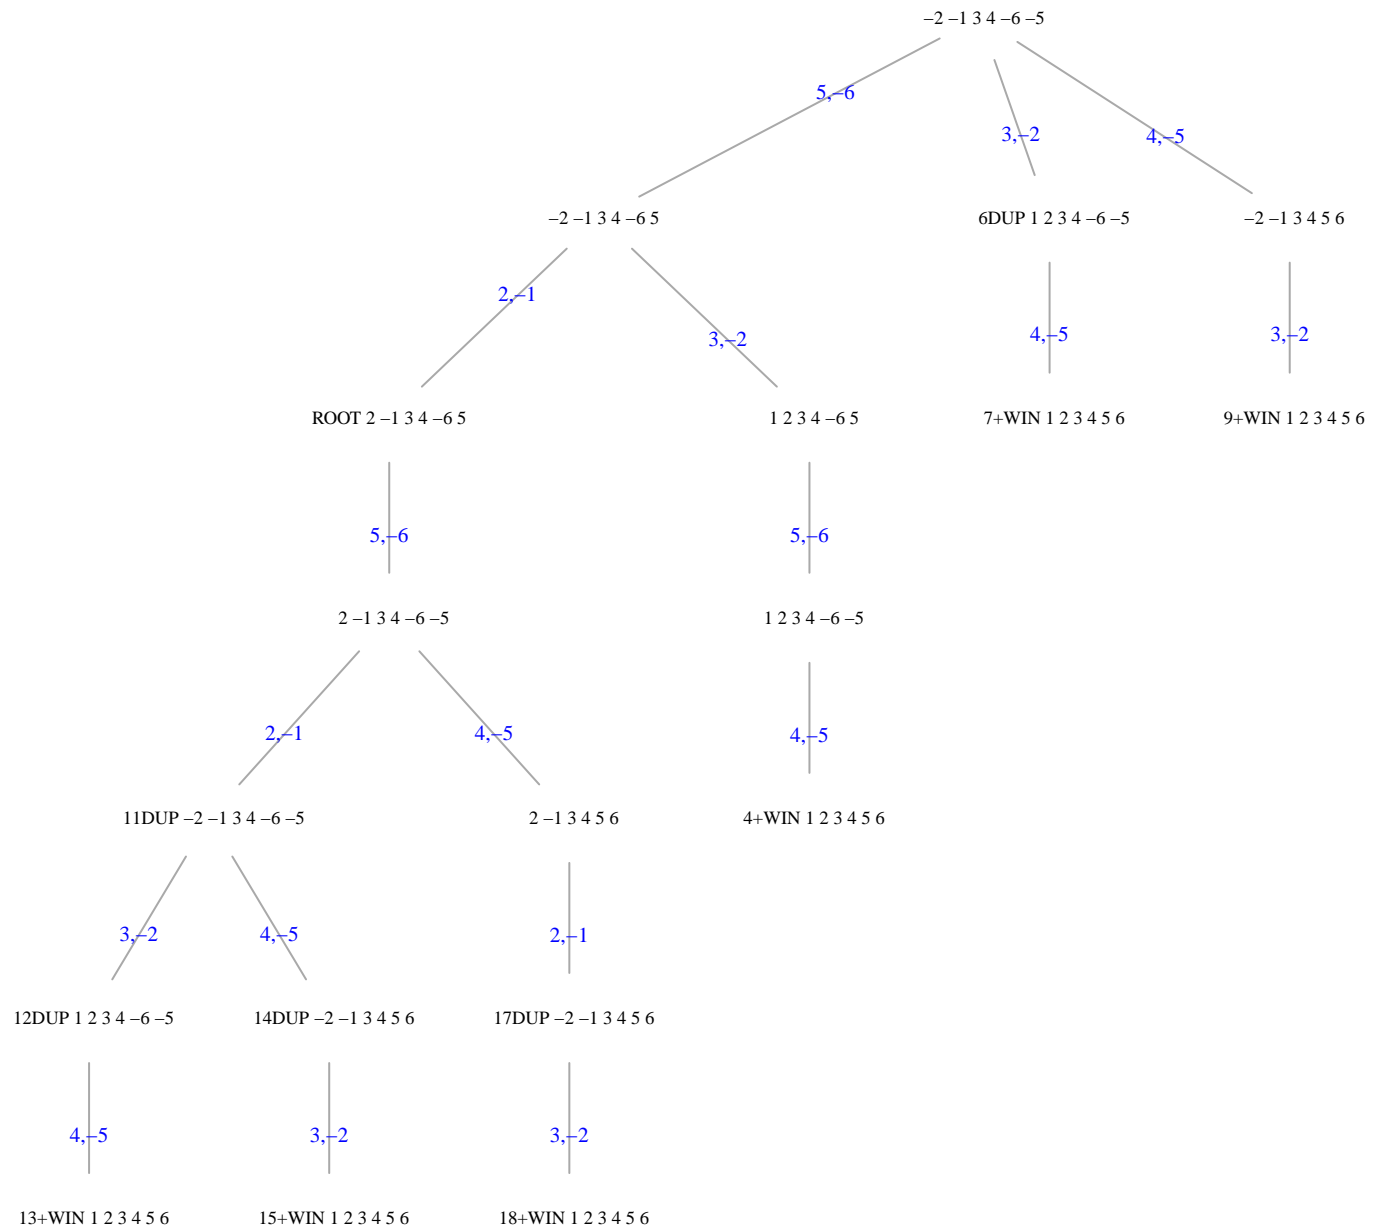 −2 −1 3 4 −6 −5
5,−6
3,−2
4,−5
−2 −1 3 4 −6 5
6DUP 1 2 3 4 −6 −5
−2 −1 3 4 5 6
2,−1
3,−2
4,−5
3,−2
ROOT 2 −1 3 4 −6 5
1 2 3 4 −6 5
7+WIN 1 2 3 4 5 6
9+WIN 1 2 3 4 5 6
5,−6
5,−6
2 −1 3 4 −6 −5
1 2 3 4 −6 −5
2,−1
4,−5
4,−5
11DUP −2 −1 3 4 −6 −5
2 −1 3 4 5 6
4+WIN 1 2 3 4 5 6
3,−2
4,−5
2,−1
12DUP 1 2 3 4 −6 −5
14DUP −2 −1 3 4 5 6
17DUP −2 −1 3 4 5 6
4,−5
3,−2
3,−2
13+WIN 1 2 3 4 5 6
15+WIN 1 2 3 4 5 6
18+WIN 1 2 3 4 5 6